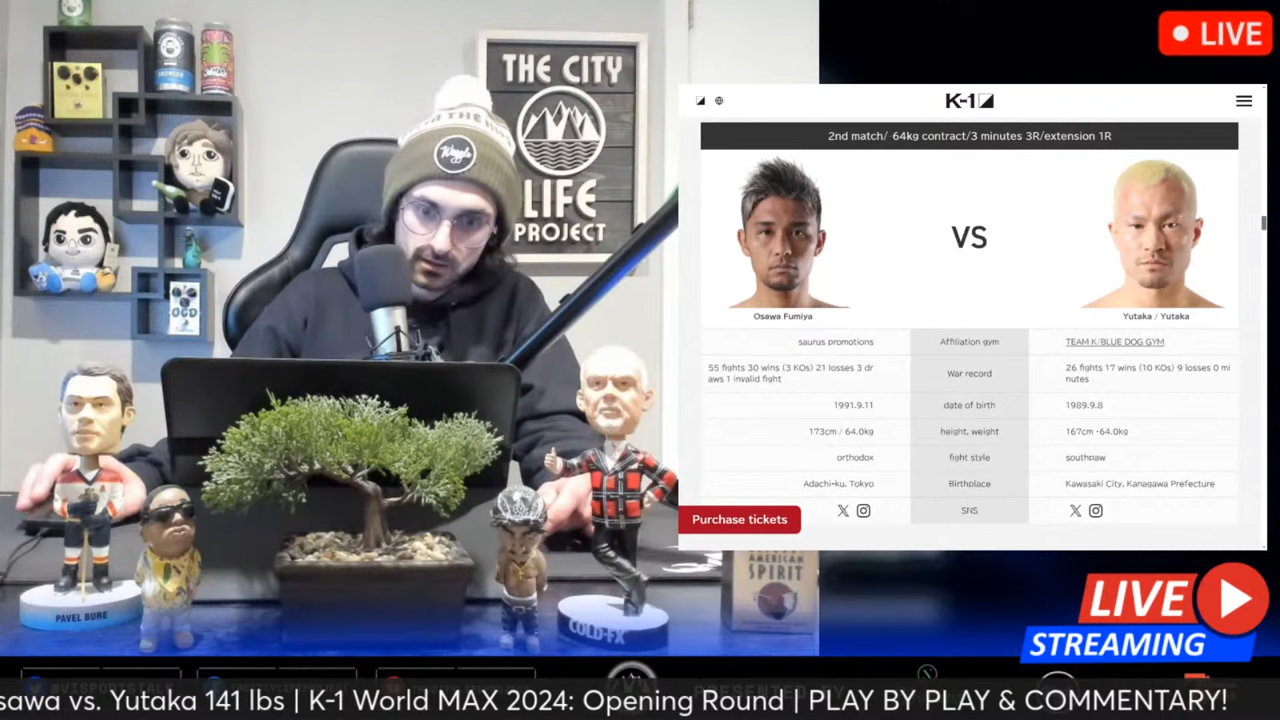 LIVE
THE CITY
LIFE
PROJECT
Woggle
OCD
K-1
2nd match/ 64kg contract/3 minutes 3R/extension 1R
VS
Osawa Fumiya
Yutaka / Yutaka
saurus promotions
Affiliation gym
TEAM K/BLUE DOG GYM
55 fights 30 wins (3 KOs) 21 losses 3 dr
aws 1 invalid fight
War record
26 fights 17 wins (10 KOs) 9 losses 0 mi
nutes
1991.9.11
date of birth
1989.9.8
173cm / 64.0kg
height, weight
167cm ·64.0kg
orthodox
fight style
southpaw
Adachi-ku, Tokyo
Birthplace
Kawasaki City, Kanagawa Prefecture
SNS
Purchase tickets
AMERICAN
SPIRIT
PAVEL BURE
COLD-FX
LIVE
STREAMING
sawa vs. Yutaka 141 lbs | K-1 World MAX 2024: Opening Round | PLAY BY PLAY & COMMENTARY!